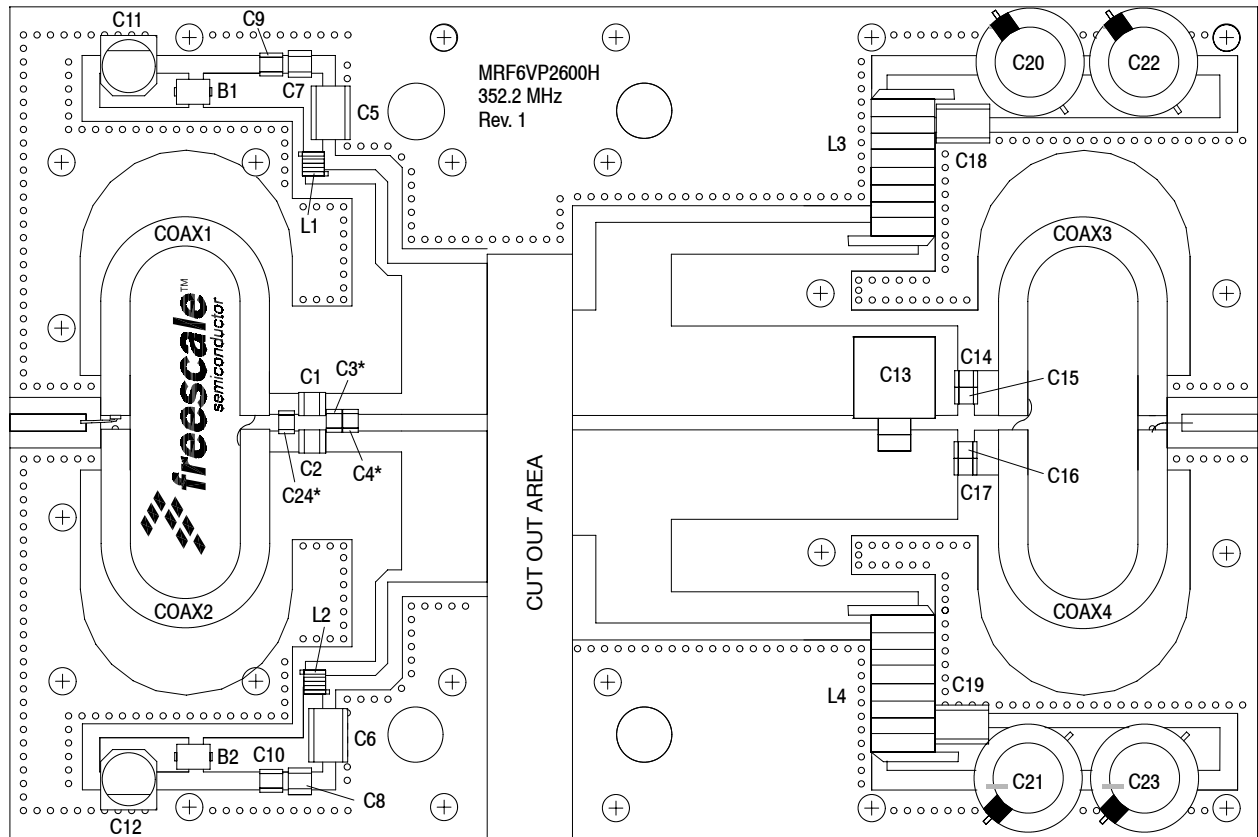 C11
C9
C20
C22
B1
C7
C5
MRF6VP2600H
352.2 MHz
Rev. 1
L3
C18
L1
COAX1
COAX3
freescale™
semiconductor
C1
C3*
C13
C14
C15
C2
C4*
C24*
C16
C17
CUT OUT AREA
COAX2
COAX4
L2
L4
C19
B2
C10
C6
C8
C12
C21
C23